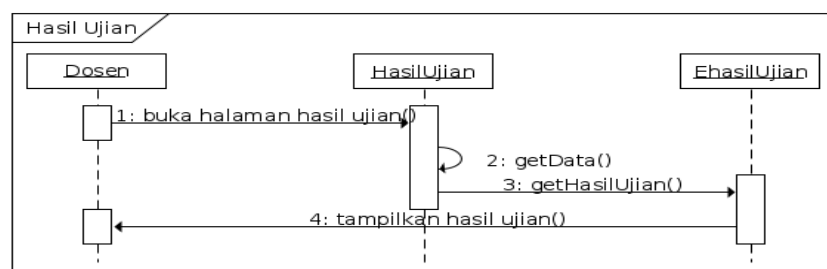 Hasil Ujian
Dosen
HasilUjian
EhasilUjian
1: buka halaman hasil ujian()
2: getData()
3: getHasilUjian()
4: tampilkan hasil ujian()